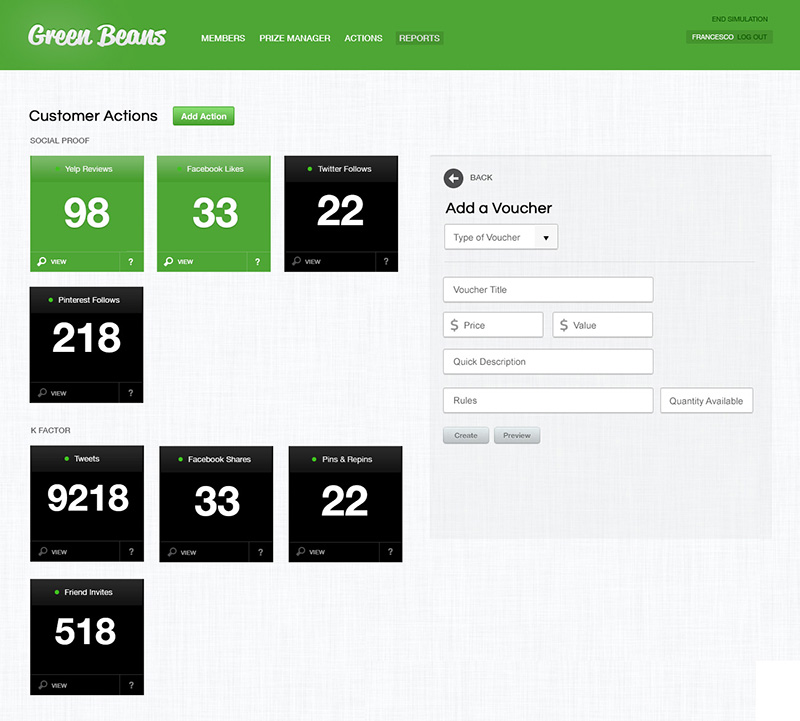 END SIMULATION
Green Beans
MEMBERS PRIZE MANAGER ACTIONS REPORTS
FRANCESCO LOG OUT
Customer Actions
Add Action
SOCIAL PROOF
Yelp Reviews
98
VIEW ?
Facebook Likes
33
VIEW ?
Twitter Follows
22
VIEW ?
Pinterest Follows
218
VIEW ?
K FACTOR
Tweets
9218
VIEW ?
Facebook Shares
33
VIEW ?
Pins & Repins
22
VIEW ?
Friend Invites
518
VIEW ?
BACK
Add a Voucher
Type of Voucher
Voucher Title
$ Price
$ Value
Quick Description
Rules
Quantity Available
Create
Preview